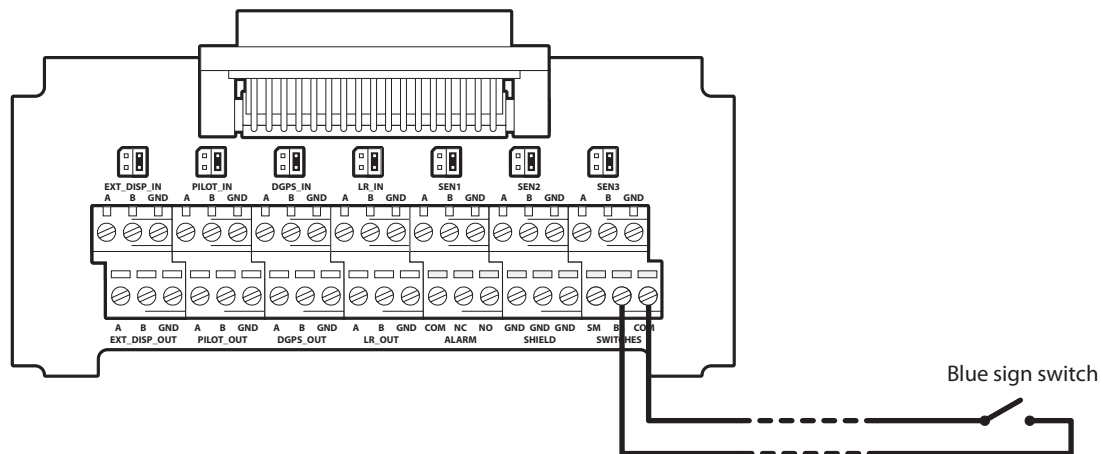 EXT_DISP_IN PILOT_IN DGPS_IN LR_IN SEN1 SEN2 SEN3
A B GND A B GND A B GND A B GND A B GND A B GND A B GND
A B GND A B GND A B GND A B GND COM NC NO GND GND GND SM BS COM
EXT_DISP_OUT PILOT_OUT DGPS_OUT LR_OUT ALARM SHIELD SWITCHES
Blue sign switch